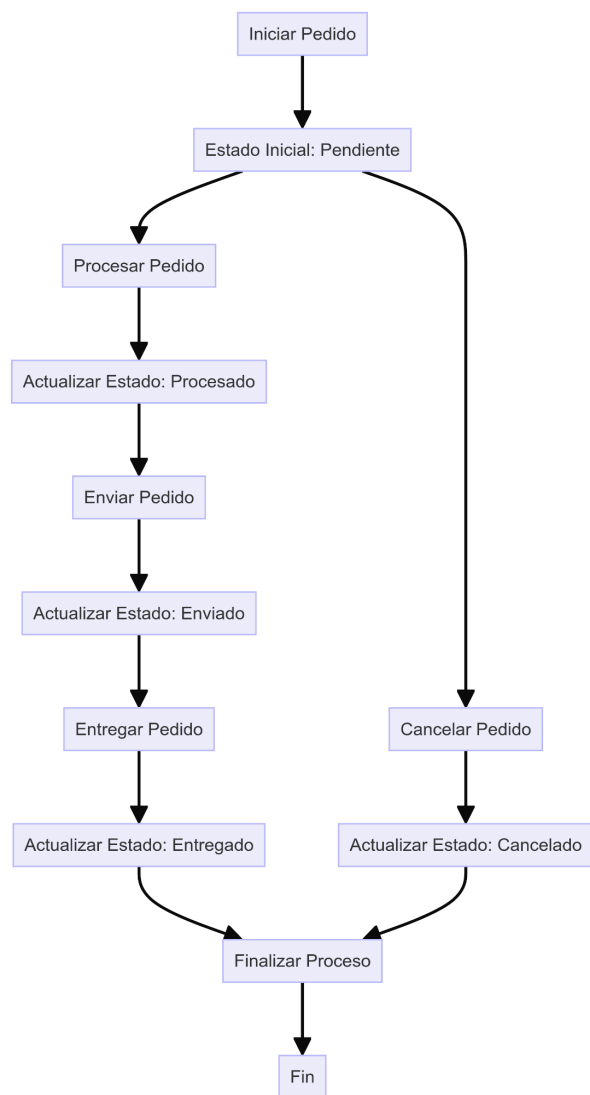 Iniciar Pedido
Estado Inicial: Pendiente
Procesar Pedido
Actualizar Estado: Procesado
Enviar Pedido
Actualizar Estado: Enviado
Entregar Pedido
Cancelar Pedido
Actualizar Estado: Entregado
Actualizar Estado: Cancelado
Finalizar Proceso
Fin